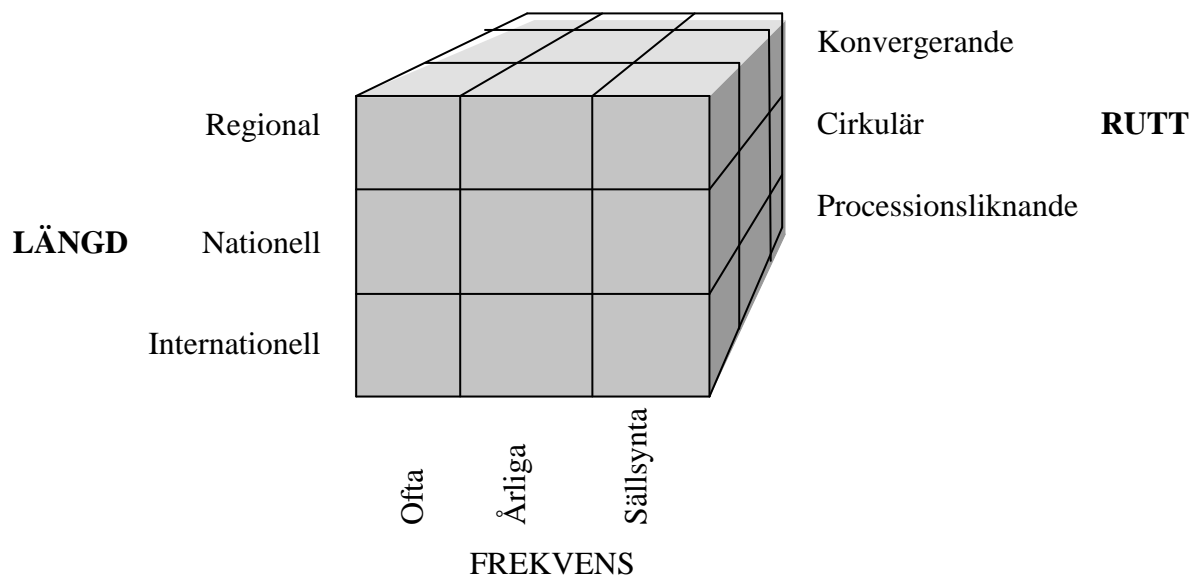 Konvergerande
Regional
Cirkulär
RUTT
Processionsliknande
LÄNGD
Nationell
Internationell
Ofta
Årliga
Sällsynta
FREKVENS